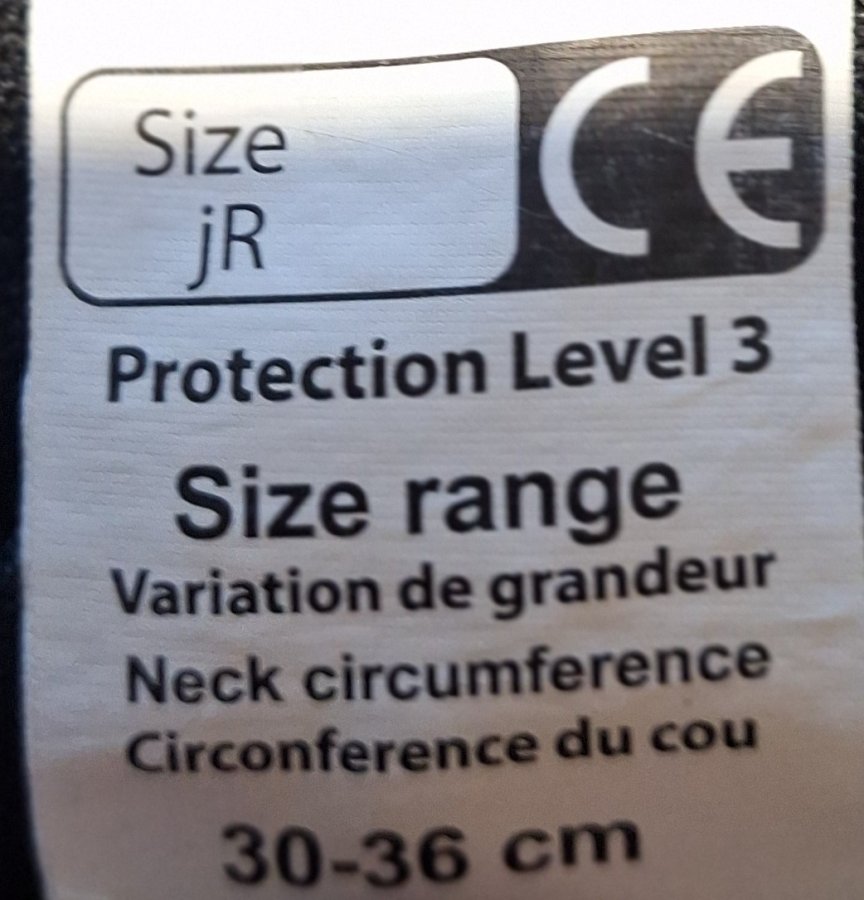 Size
jR
CE
Protection Level 3
Size range
Variation de grandeur
Neck circumference
Circonference du cou
30-36 cm